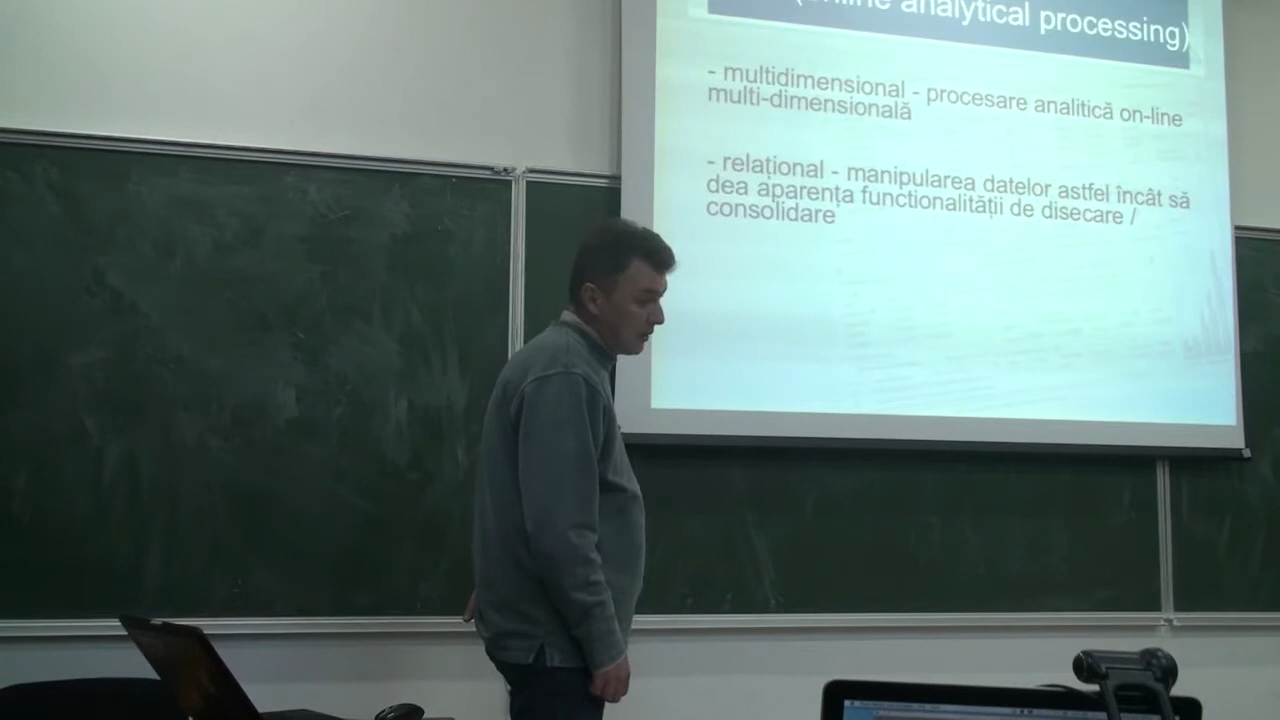 (online analytical processing)
- multidimensional - procesare analitică on-line
multi-dimensională
- relațional - manipularea datelor astfel încât să
dea aparența functionalității de disecare /
consolidare